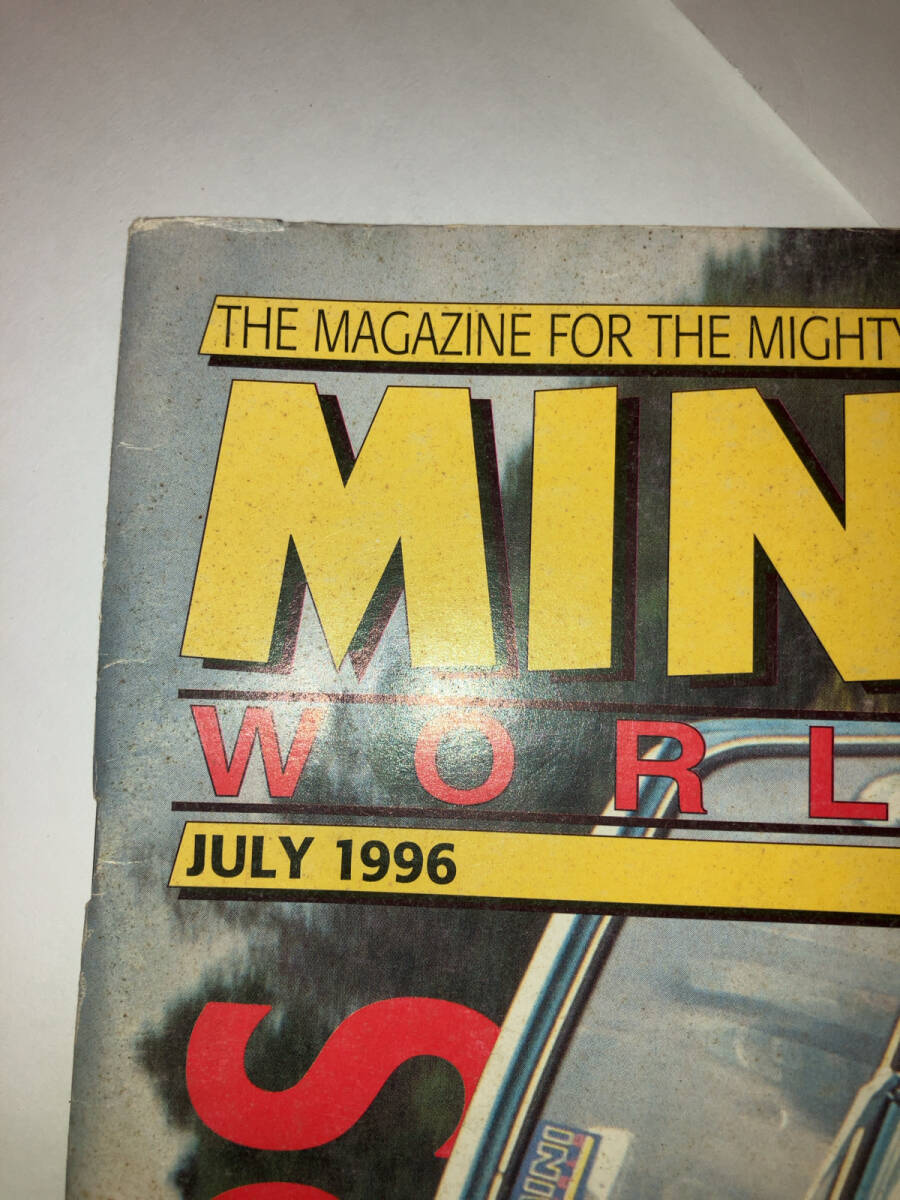 THE MAGAZINE FOR THE MIGHTY
MIN
WORL
JULY 1996
S